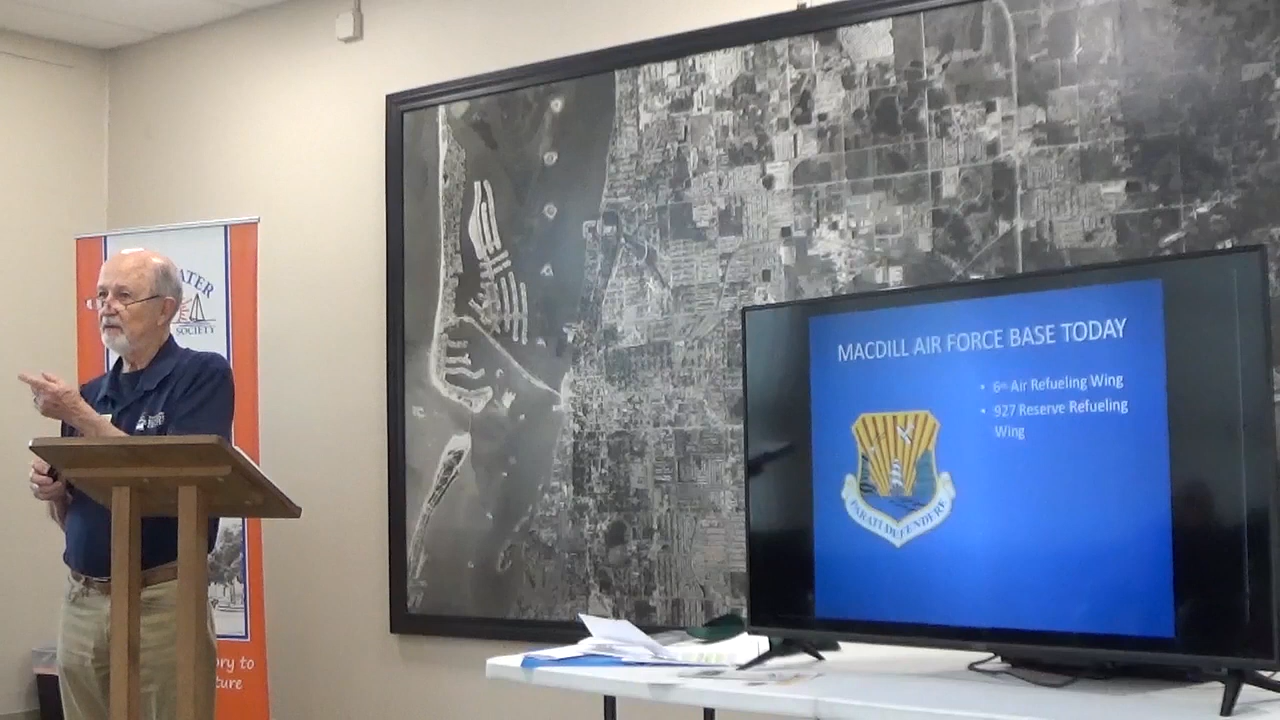 ATER
SOCIETY
ory to
ture
MACDILL AIR FORCE BASE TODAY
• 6th Air Refueling Wing
• 927 Reserve Refueling
Wing
PARATI DEFENDERE